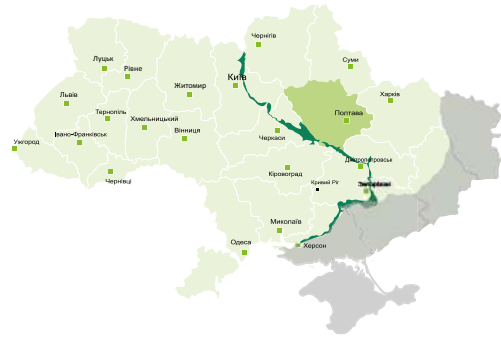 Чернігів
Суми
Луцьк
Рівне
Київ
Житомир
Харків
Львів
Тернопіль
Полтава
Хмельницький
Черкаси
Ужгород
Івано-Франківськ
Вінниця
Дніпропетровськ
Кіровоград
Чернівці
Кривий Ріг
Миколаїв
Одеса
Херсон